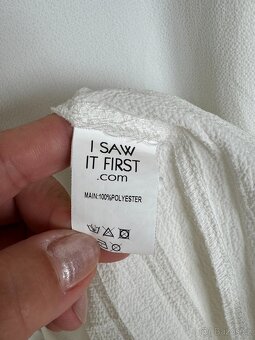 I SAW
IT FIRST
.com
MAIN:100%POLYESTER